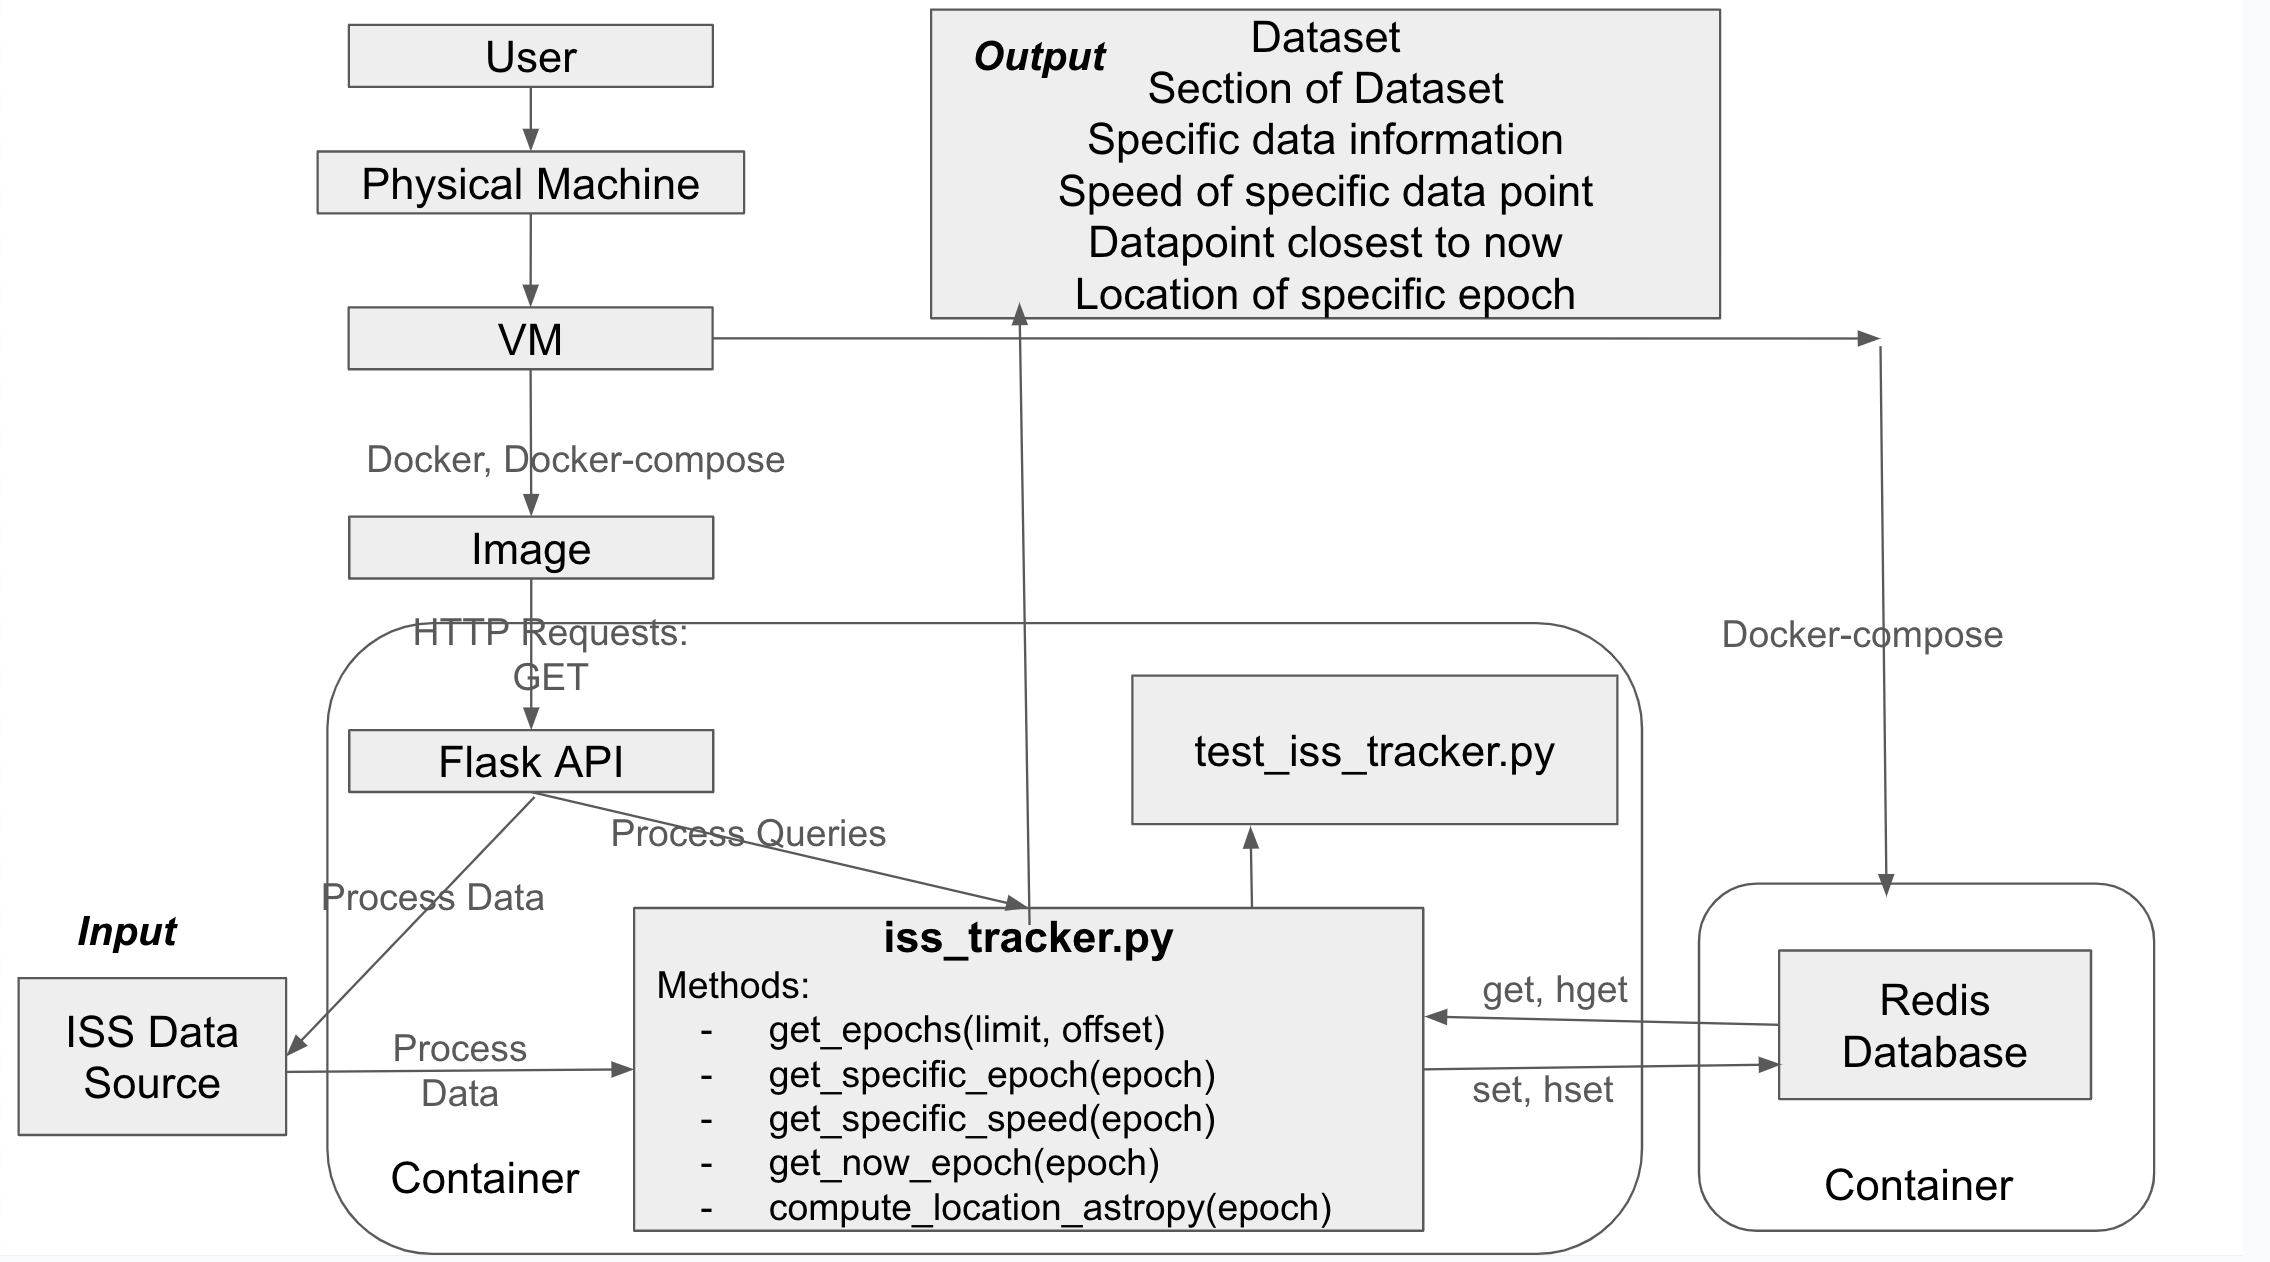 User
Physical Machine
VM
Docker, Docker-compose
Image
HTTP Requests:
GET
Flask API
Process Queries
Process Data
Input
ISS Data
Source
Process
Data
Container
Output
Dataset
Section of Dataset
Specific data information
Speed of specific data point
Datapoint closest to now
Location of specific epoch
test_iss_tracker.py
iss_tracker.py
Methods:
- get_epochs(limit, offset)
- get_specific_epoch(epoch)
- get_specific_speed(epoch)
- get_now_epoch(epoch)
- compute_location_astropy(epoch)
get, hget
set, hset
Docker-compose
Redis
Database
Container